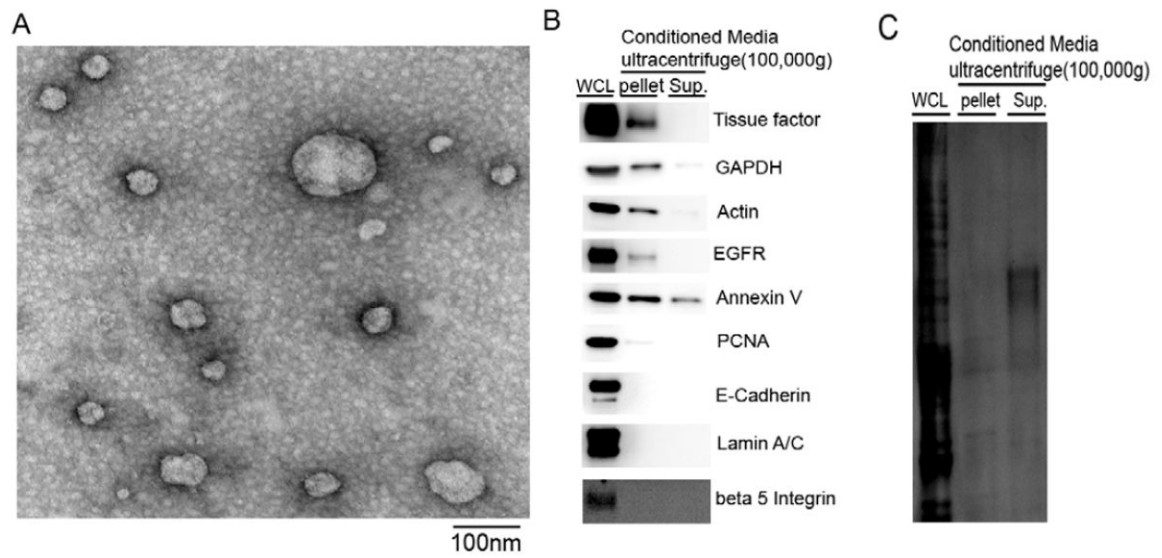 A
100nm
B
Conditioned Media
ultracentrifuge(100,000g)
WCL pellet Sup.
Tissue factor
GAPDH
Actin
EGFR
Annexin V
PCNA
E-Cadherin
Lamin A/C
beta 5 Integrin
C
Conditioned Media
ultracentrifuge(100,000g)
WCL pellet Sup.